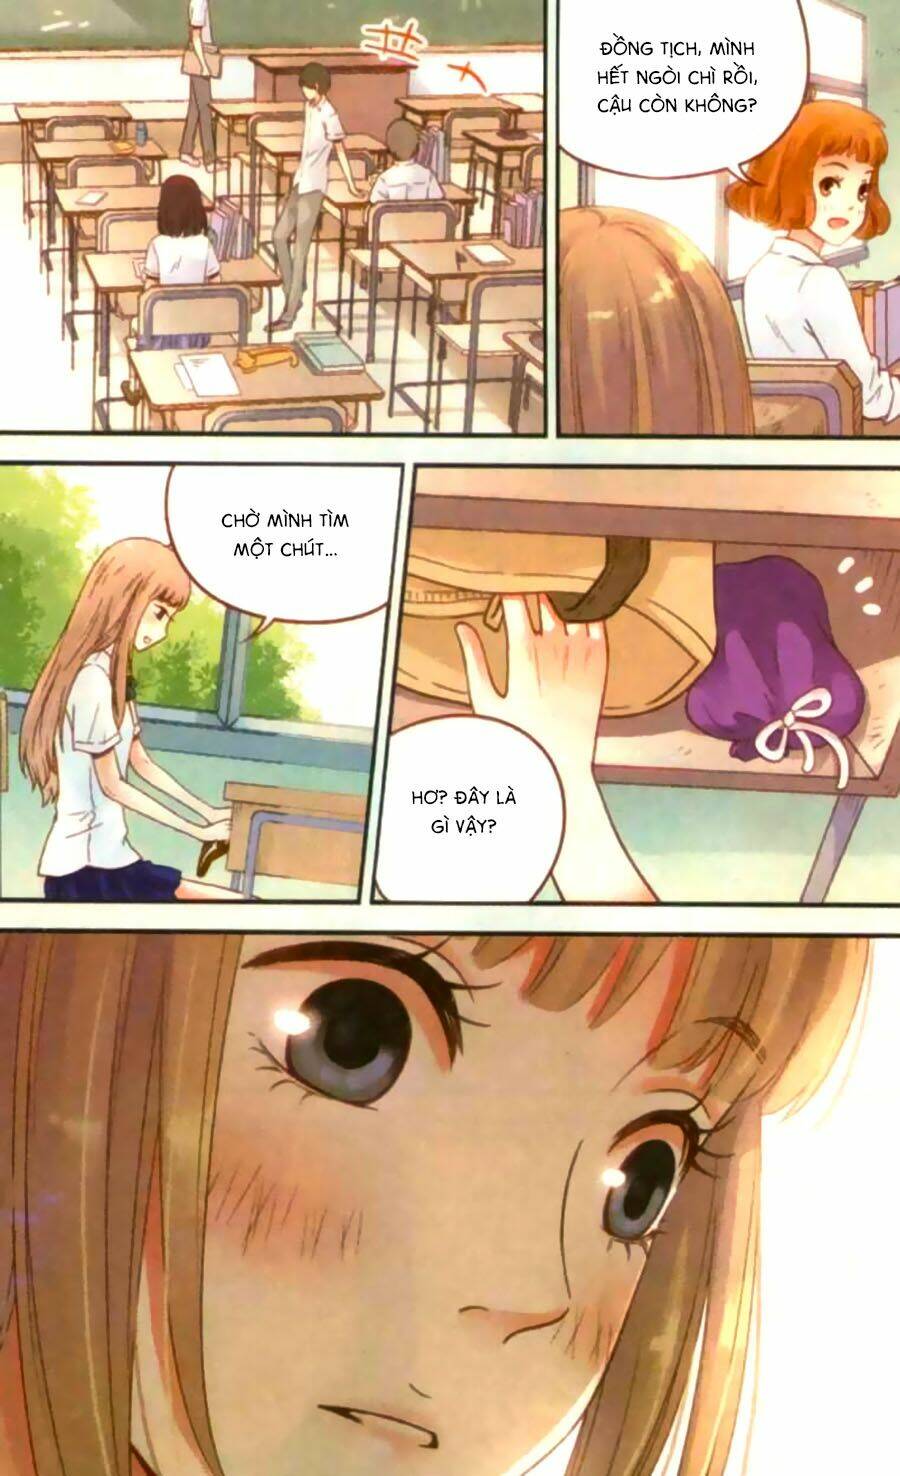 ĐỒNG TỊCH, MÌNH
HẾT NGÒI CHÌ RỒI,
CẬU CÒN KHÔNG?
CHỜ MÌNH TÌM
MỘT CHÚT...
HƠ? ĐÂY LÀ
GÌ VẬY?